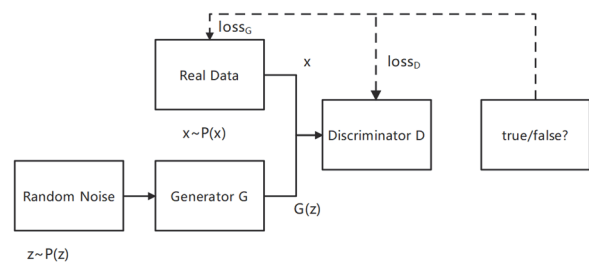 loss_G
Real Data
x
loss_D
x~P(x)
Discriminator D
true/false?
Random Noise
Generator G
G(z)
z~P(z)